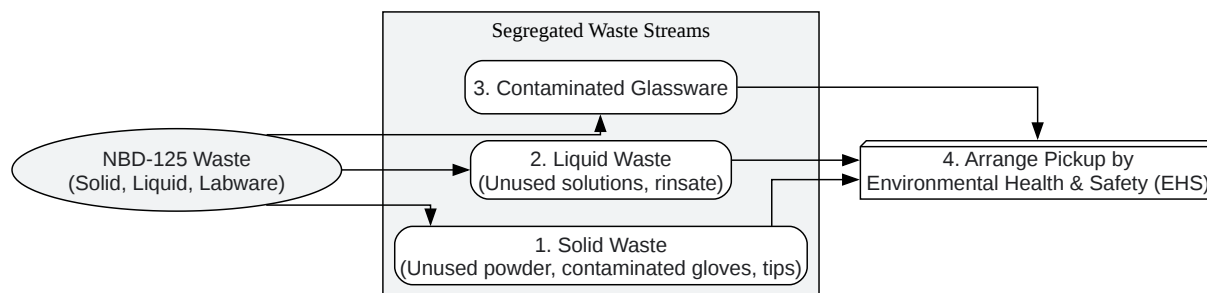 Segregated Waste Streams
3. Contaminated Glassware
NBD-125 Waste
(Solid, Liquid, Labware)
2. Liquid Waste
(Unused solutions, rinsate)
4. Arrange Pickup by
Environmental Health & Safety (EHS)
1. Solid Waste
(Unused powder, contaminated gloves, tips)